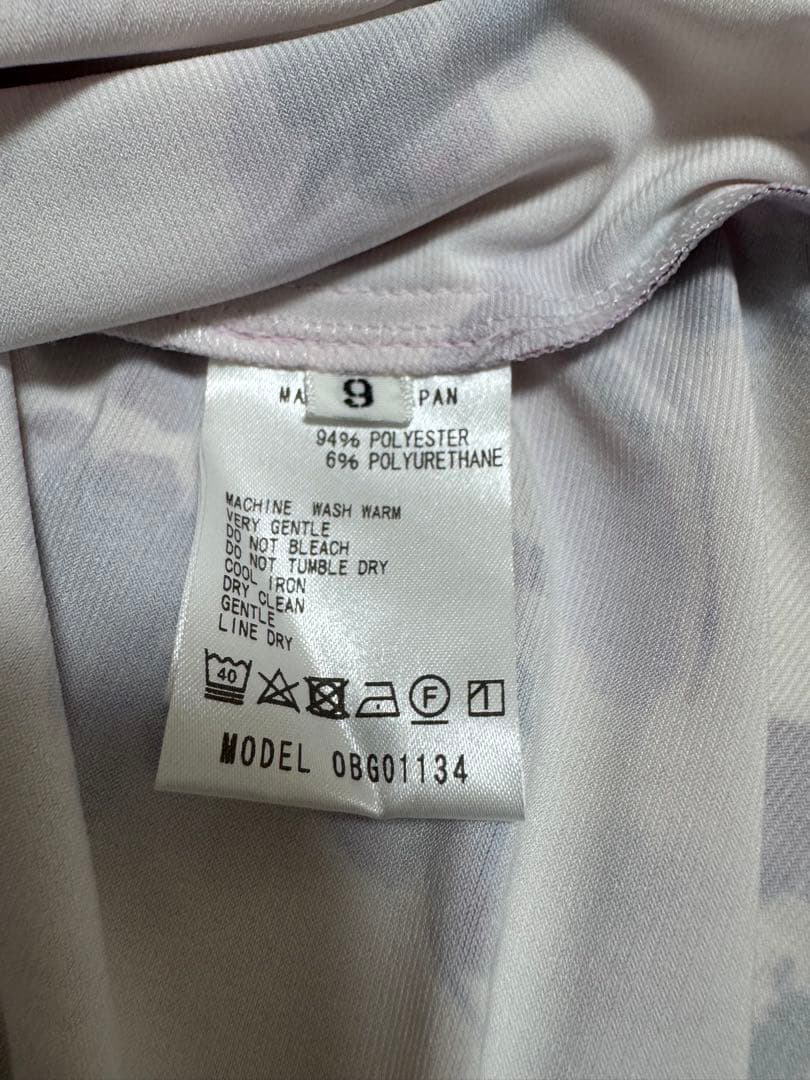 MA 9 PAN
94% POLYESTER
6% POLYURETHANE
MACHINE WASH WARM
VERY GENTLE
DO NOT BLEACH
DO NOT TUMBLE DRY
COOL IRON
DRY CLEAN
GENTLE
LINE DRY
40 F
MODEL 0BG01134